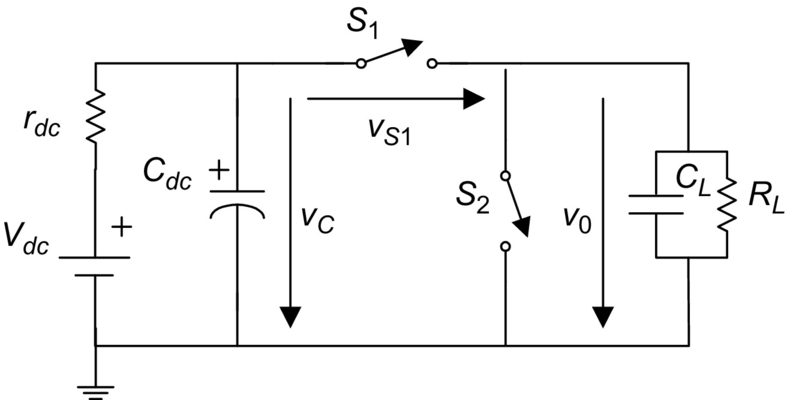 S1
rdc
Cdc +
vS1
CL
RL
S2
vC
v0
+
Vdc